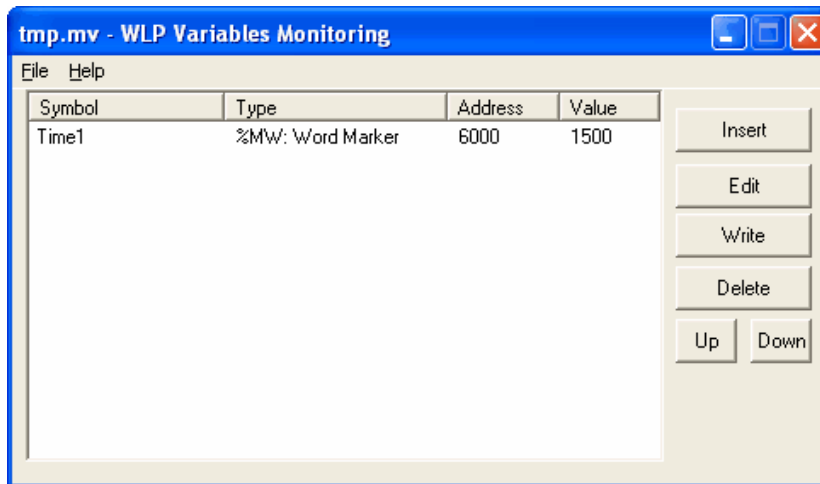 tmp.mv - WLP Variables Monitoring
File Help
Symbol Type Address Value
Time1 %MW: Word Marker 6000 1500
Insert
Edit
Write
Delete
Up Down